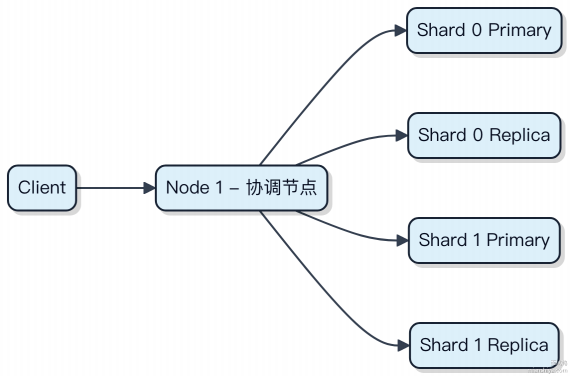 Shard 0 Primary
Shard 0 Replica
Client
Node 1 – 协调节点
Shard 1 Primary
Shard 1 Replica